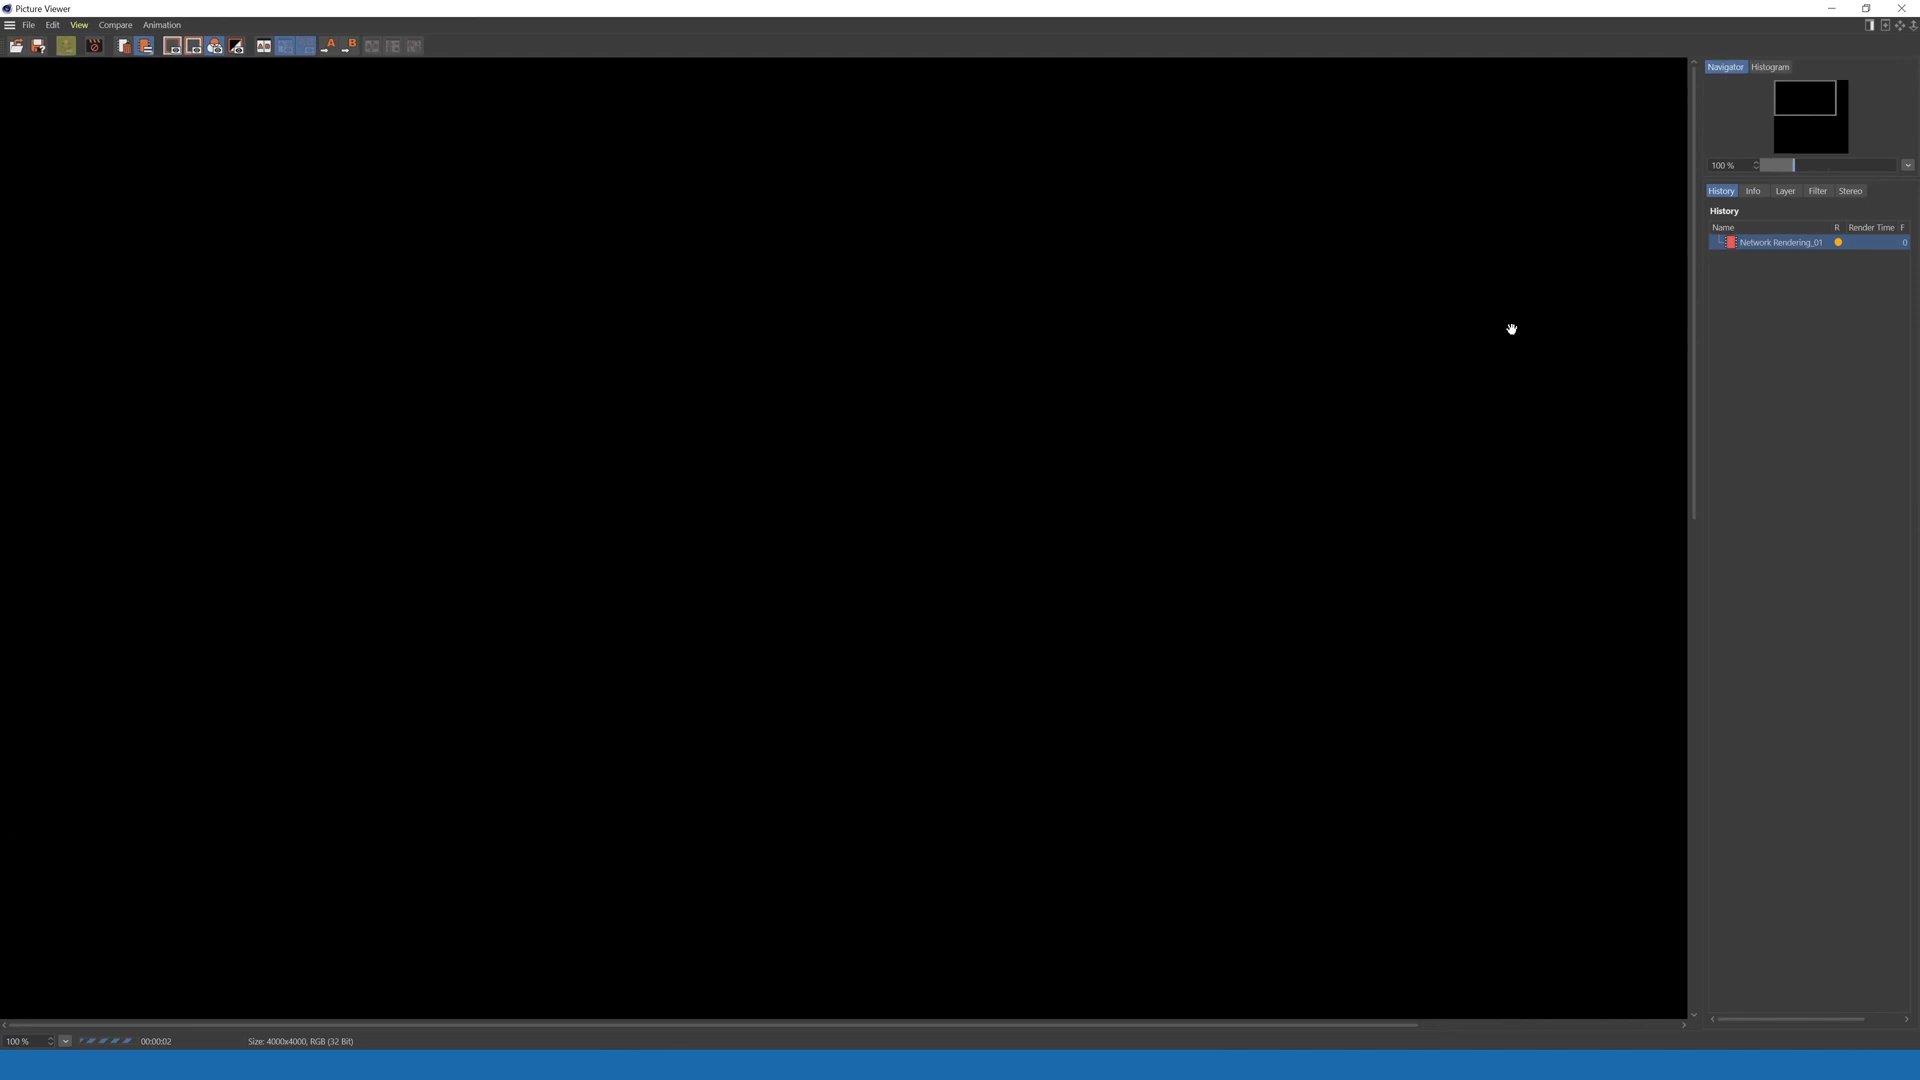 Picture Viewer
File Edit View Compare Animation
A B
Navigator Histogram
100 %
History Info Layer Filter Stereo
History
Name R Render Time F
Network Rendering_01 0
100 % 00:00:02 Size: 4000x4000, RGB (32 Bit)